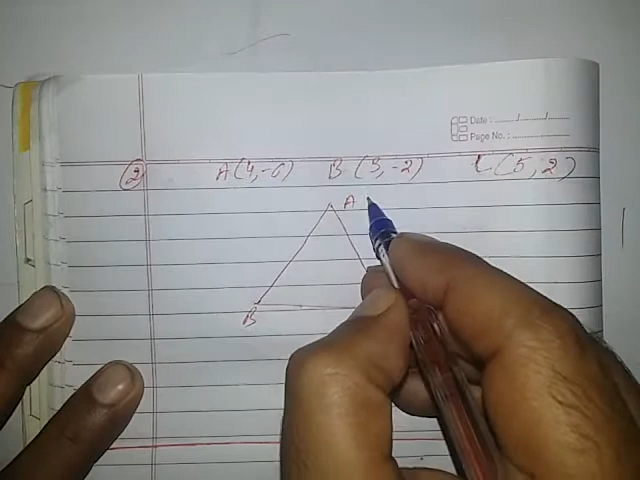 Date :
Page No. :
② A(4,-6) B (3,-2) C(5,2)
A
B